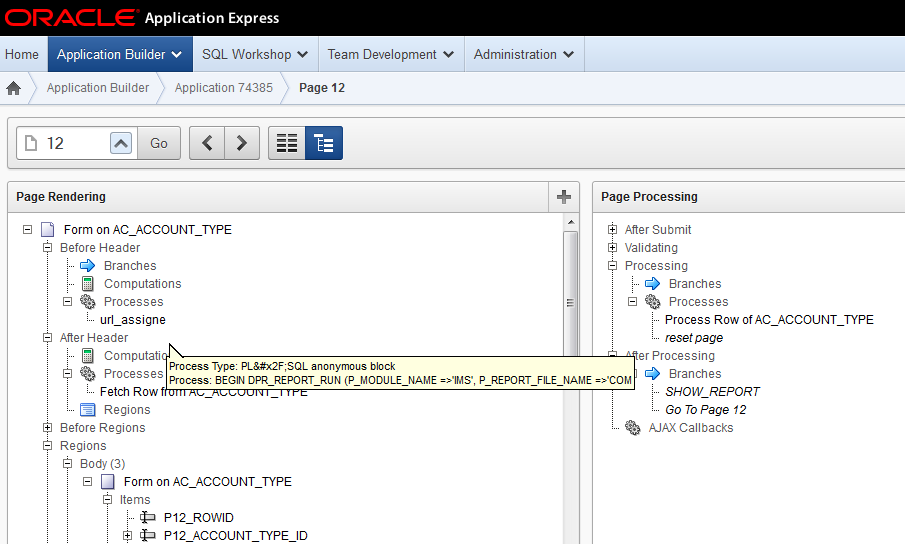 ORACLE Application Express
Home Application Builder SQL Workshop Team Development Administration
Application Builder Application 74385 Page 12
12 Go
Page Rendering
Form on AC_ACCOUNT_TYPE
Before Header
Branches
Computations
Processes
url_assigne
After Header
Process Type: PL&#x2F;SQL anonymous block
Process: BEGIN DPR_REPORT_RUN (P_MODULE_NAME =>'IMS', P_REPORT_FILE_NAME =>'COM
Processes
Fetch Row from AC_ACCOUNT_TYPE
Regions
Before Regions
Regions
Body (3)
Form on AC_ACCOUNT_TYPE
Items
P12_ROWID
P12_ACCOUNT_TYPE_ID
Page Processing
After Submit
Validating
Processing
Branches
Processes
Process Row of AC_ACCOUNT_TYPE
reset page
After Processing
Branches
SHOW_REPORT
Go To Page 12
AJAX Callbacks